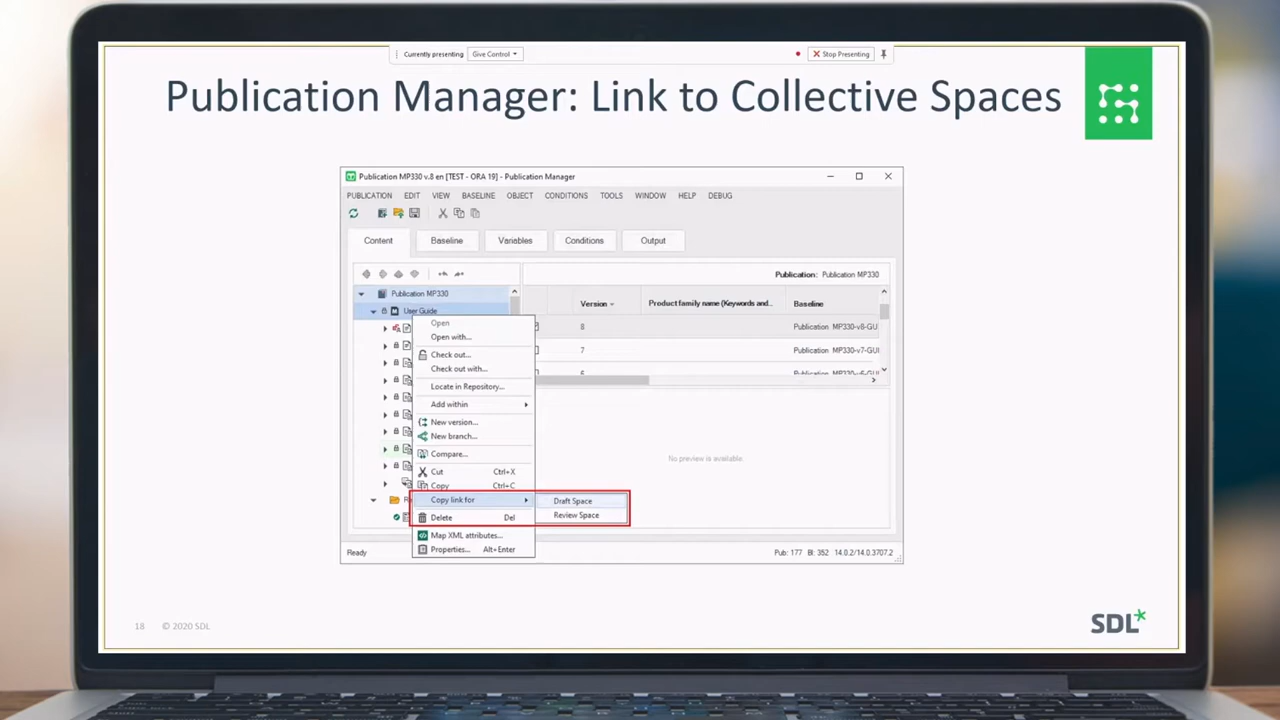 Currently presenting Give Control
Stop Presenting
Publication Manager: Link to Collective Spaces
Publication MP330 v.8 en [TEST - ORA 19] - Publication Manager
PUBLICATION EDIT VIEW BASELINE OBJECT CONDITIONS TOOLS WINDOW HELP DEBUG
Content Baseline Variables Conditions Output
Publication: Publication MP330
Publication MP330
Version Product family name (Keywords and.. Baseline
User Guide
Open
8 Publication MP330-v8-GUI
Open with...
7 Publication MP330-v7-GUI
Check out...
Check out with...
Publication MP330-v6-GUI
Locate in Repository...
Add within
New version...
New branch...
Compare...
No preview is available.
Cut Ctrl+X
Copy Ctrl+C
Copy link for Draft Space
Review Space
Delete Del
Map XML attributes...
Properties... Alt+Enter
Ready Pub: 177 Bl: 352 14.0.2/14.0.3707.2
18 © 2020 SDL
SDL*